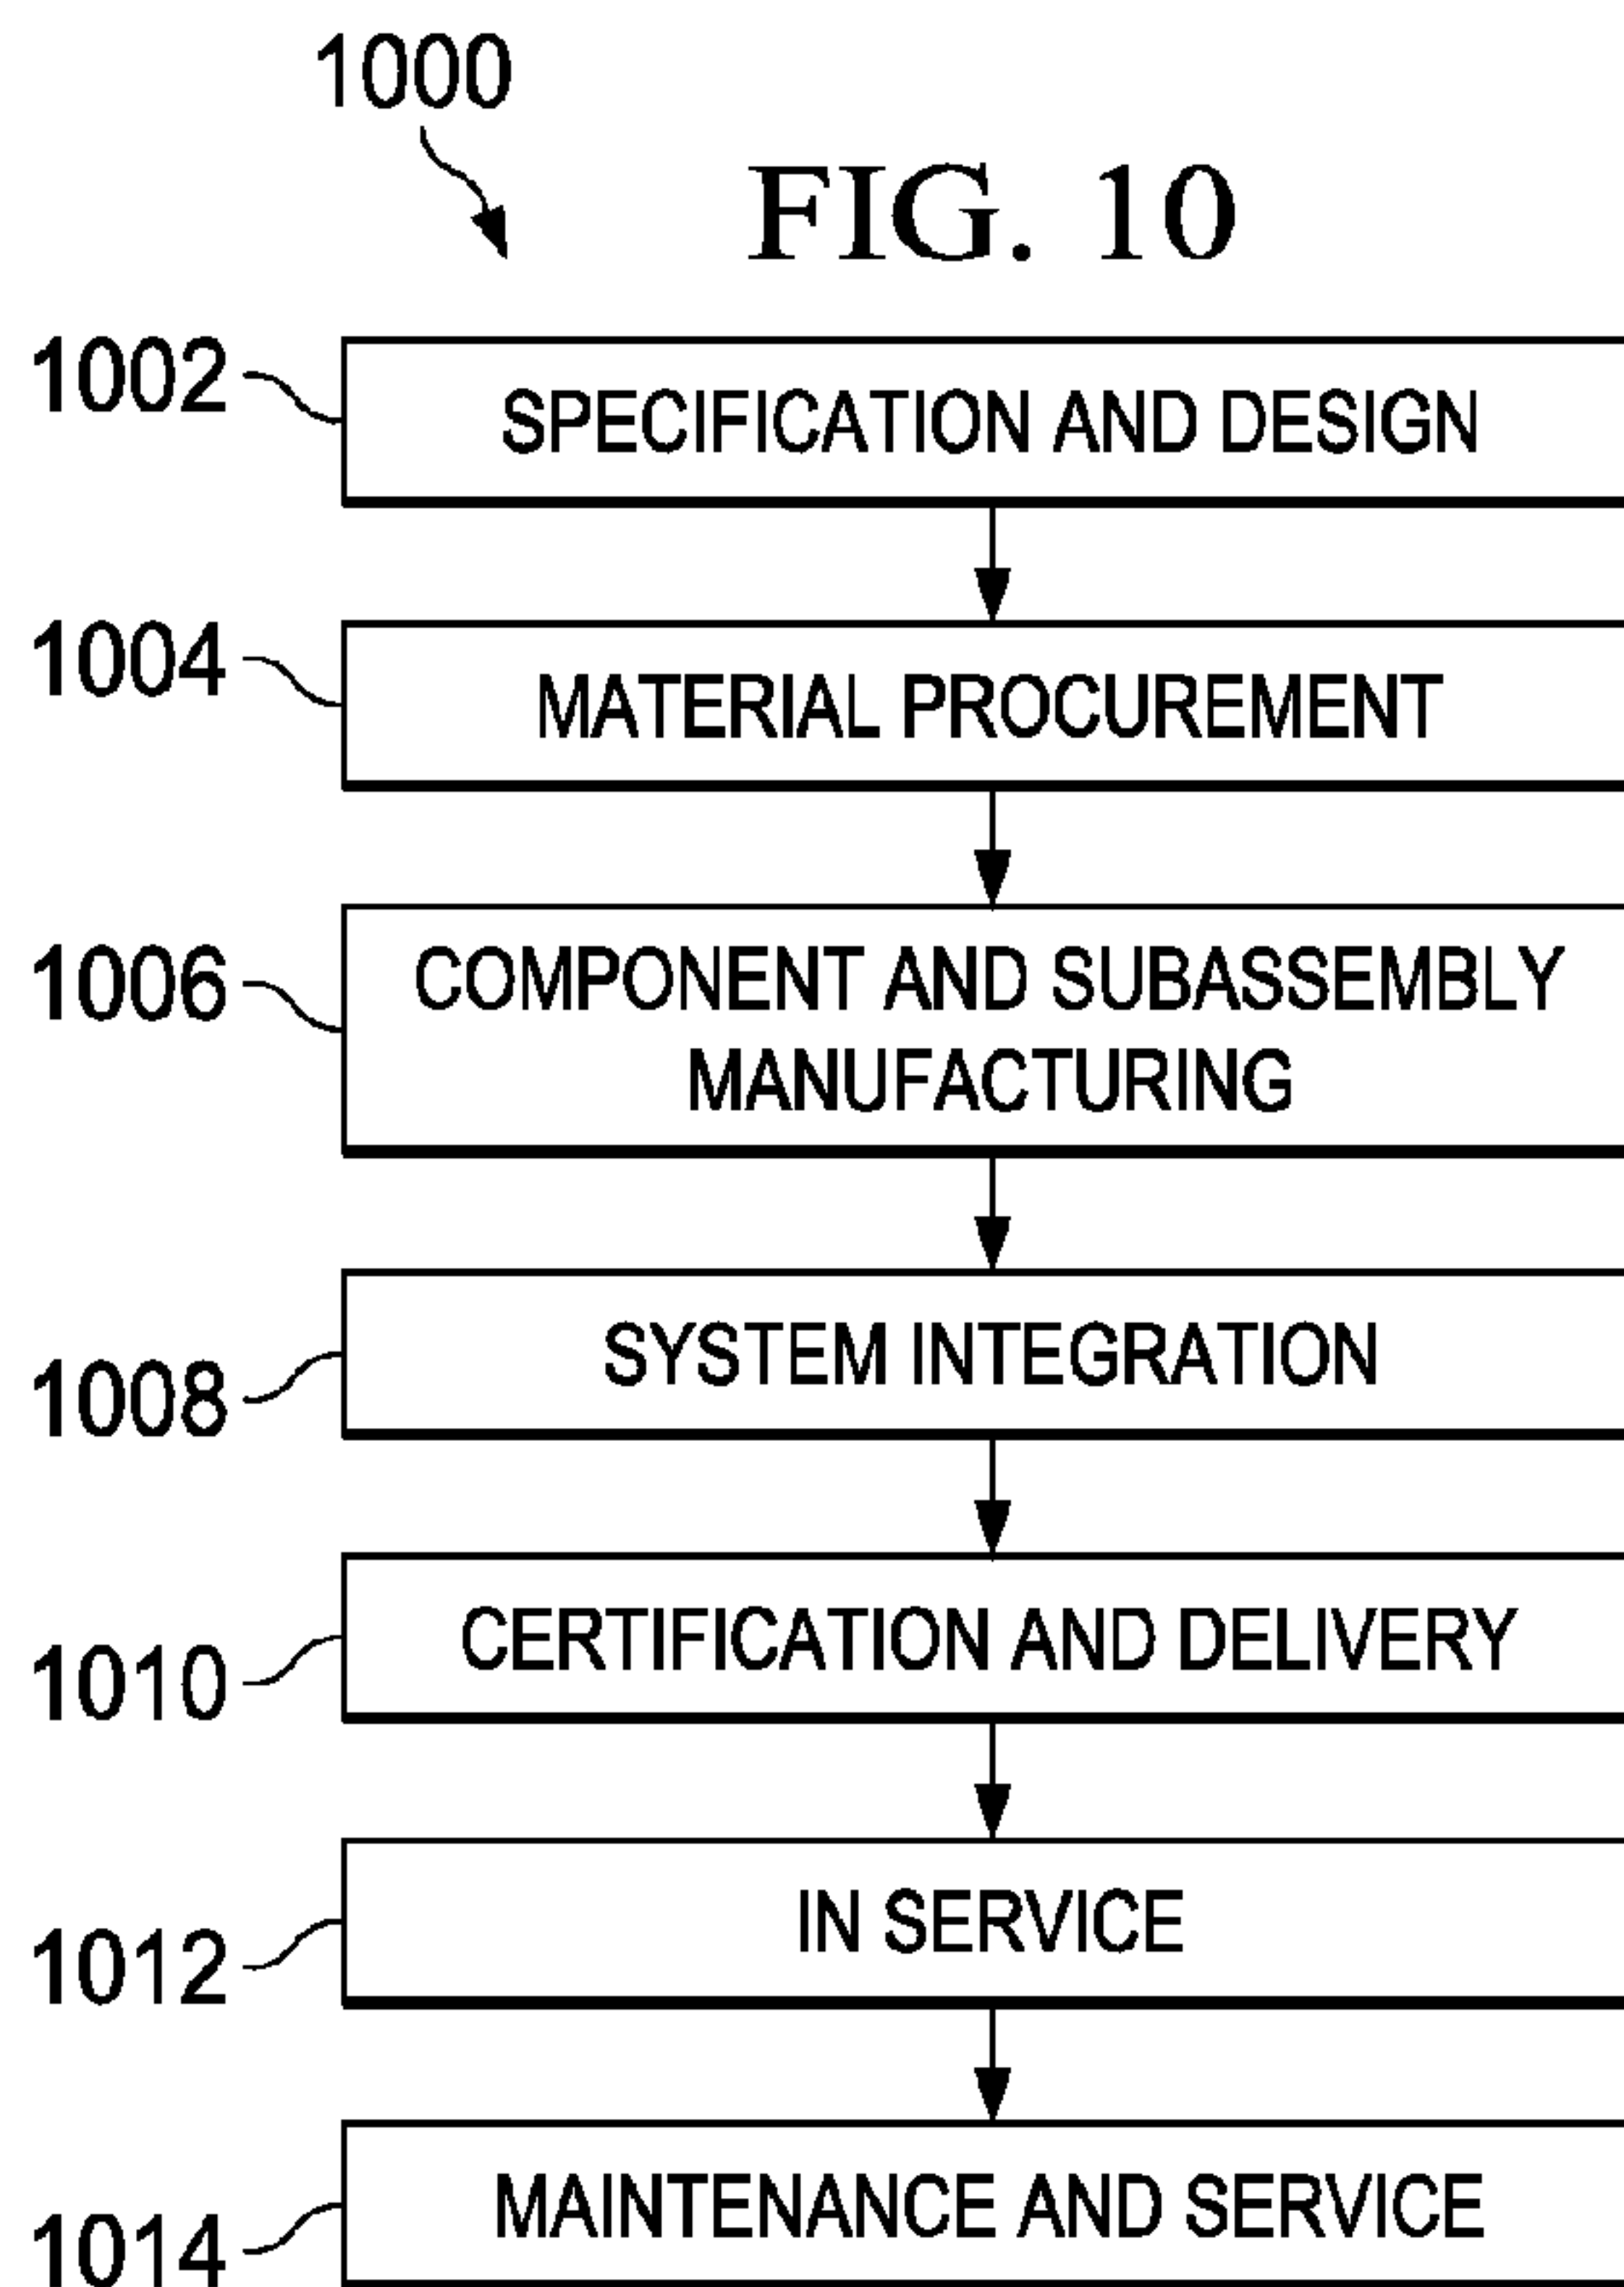 1000
FIG. 10
1002
SPECIFICATION AND DESIGN
1004
MATERIAL PROCUREMENT
1006
COMPONENT AND SUBASSEMBLY
MANUFACTURING
1008
SYSTEM INTEGRATION
1010
CERTIFICATION AND DELIVERY
1012
IN SERVICE
1014
MAINTENANCE AND SERVICE